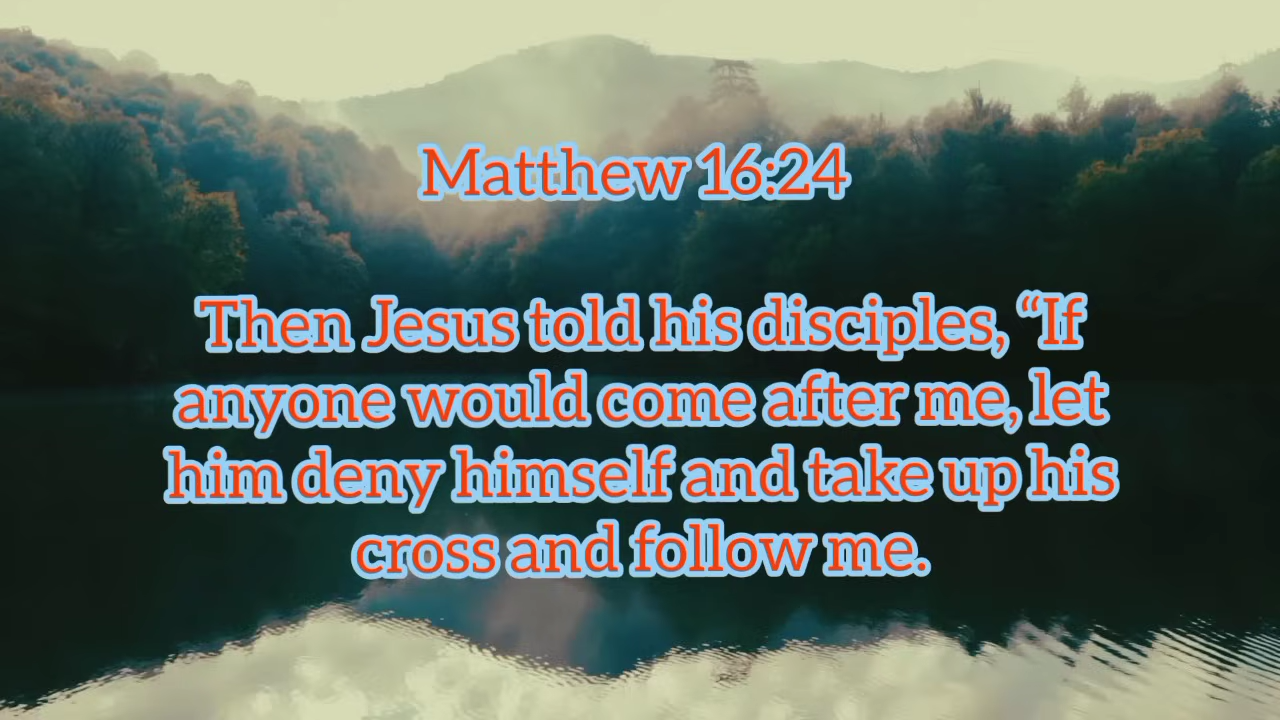 Matthew 16:24
Then Jesus told his disciples, “If
anyone would come after me, let
him deny himself and take up his
cross and follow me.